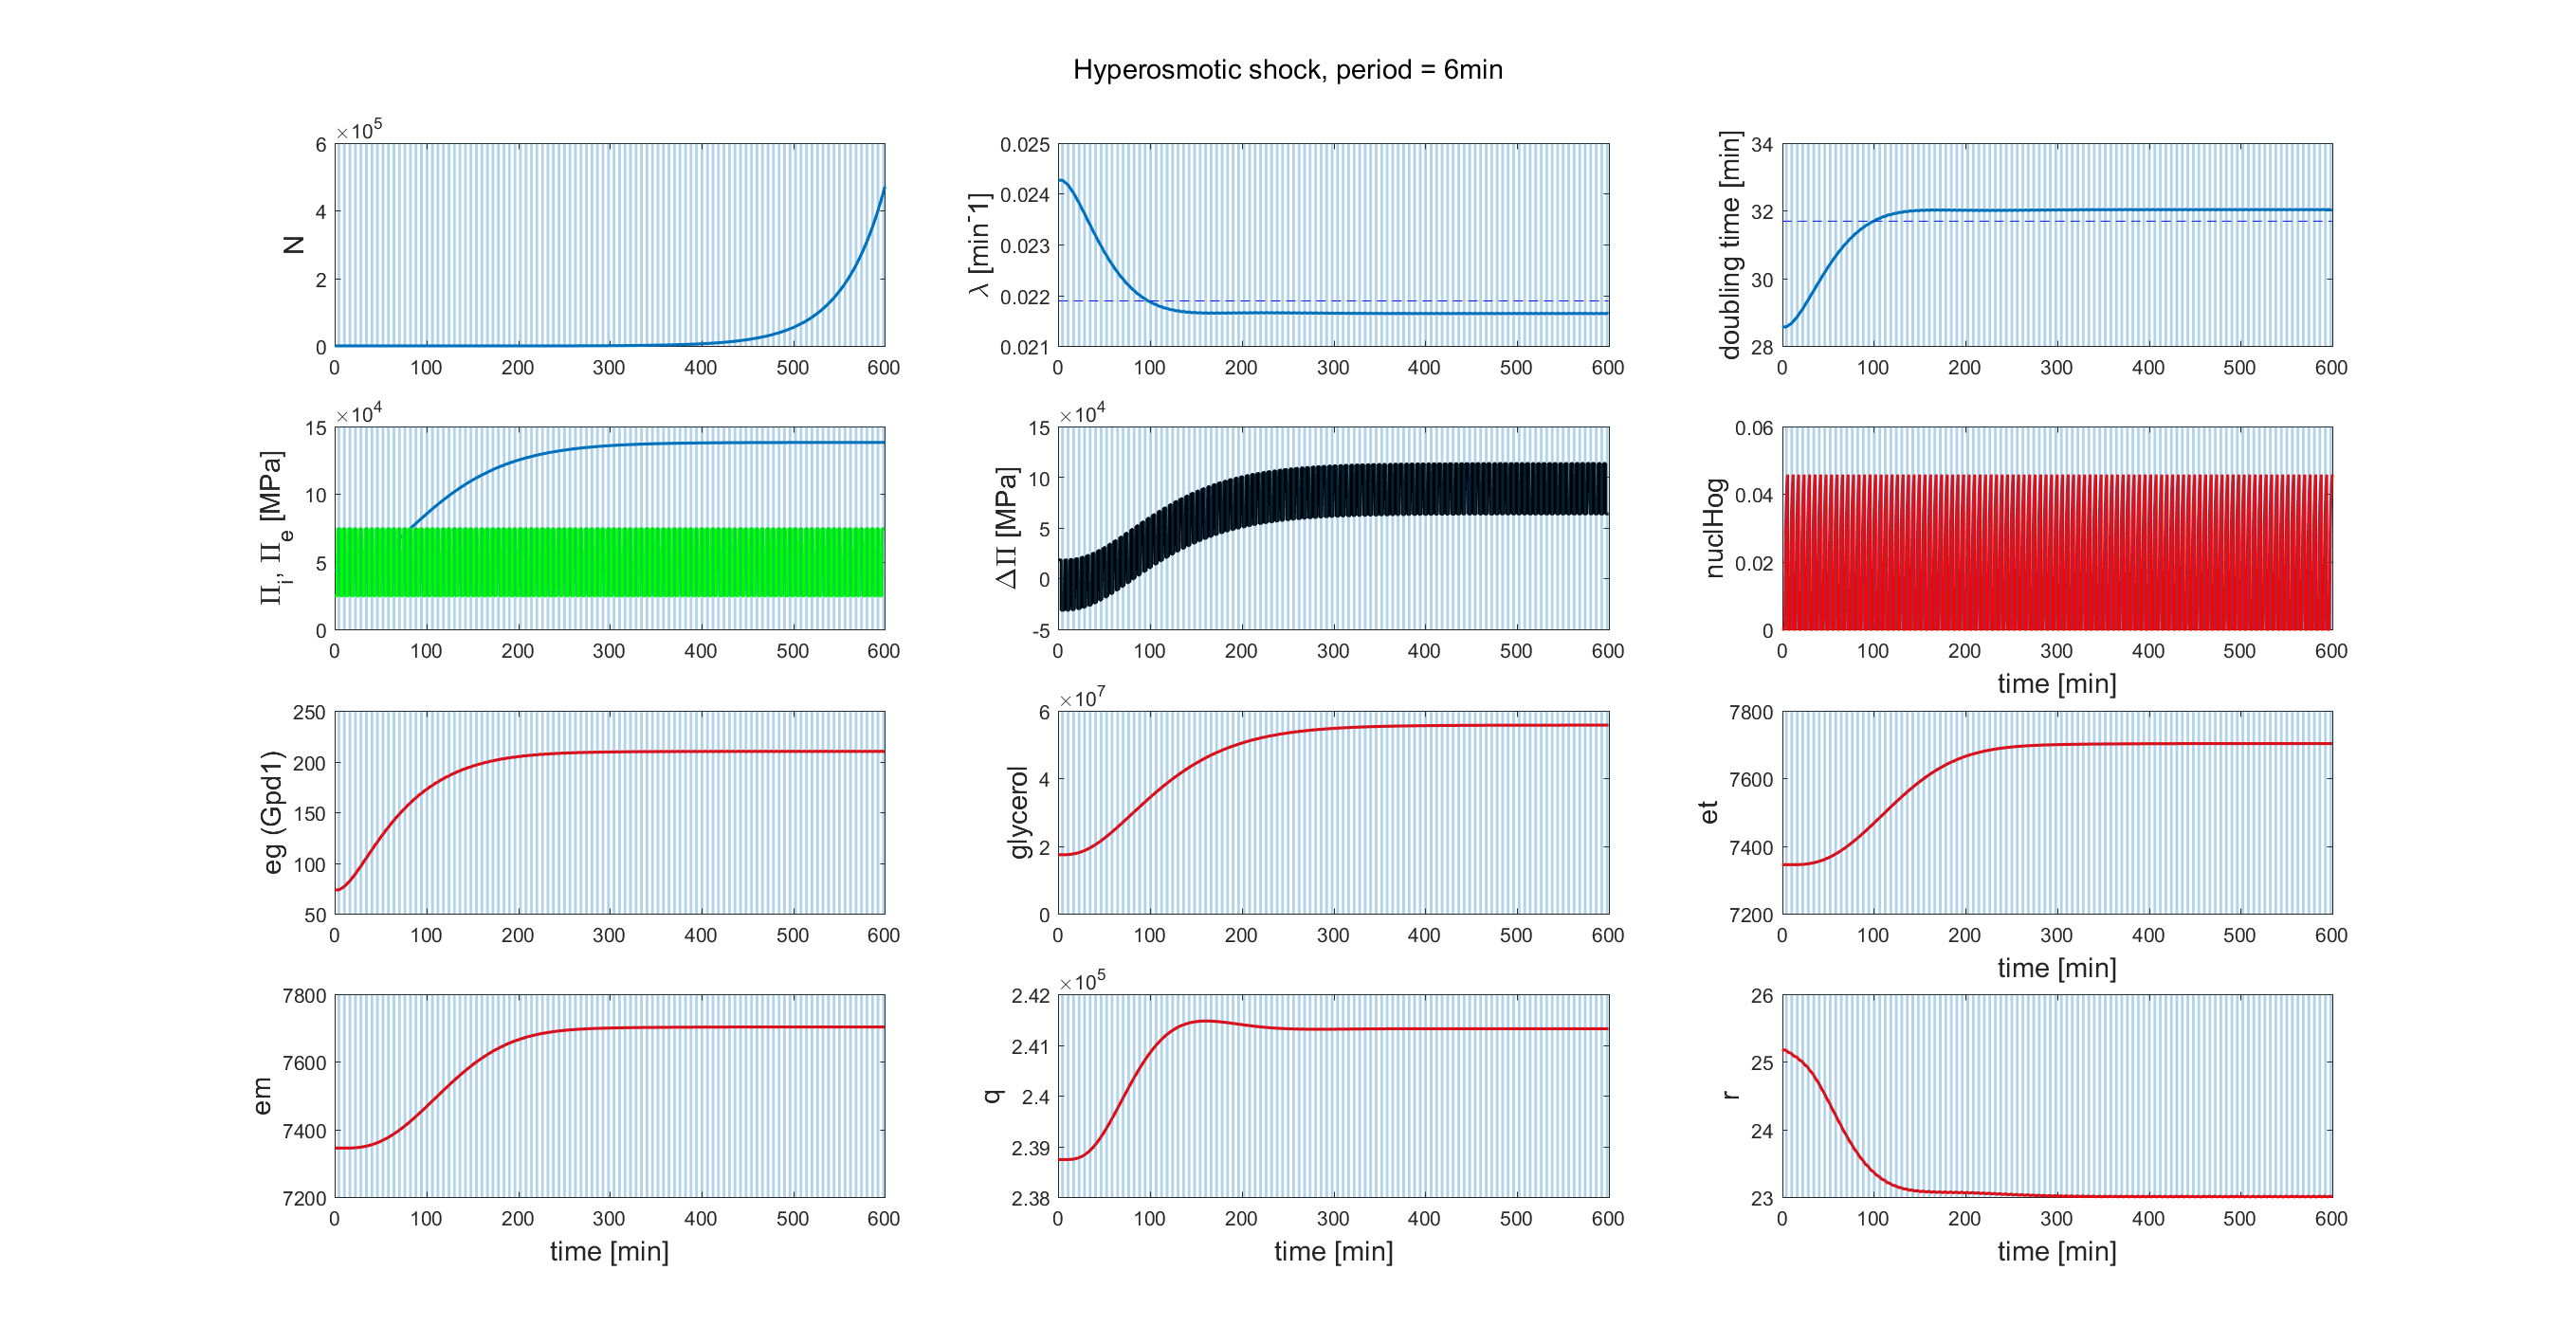 Hyperosmotic shock, period = 6min
×10^5
6
4
2
0
N
0 100 200 300 400 500 600
0.025
0.024
0.023
0.022
0.021
λ [min^-1]
0 100 200 300 400 500 600
34
32
30
28
doubling time [min]
0 100 200 300 400 500 600
×10^4
15
10
5
0
Π_i, Π_e [MPa]
0 100 200 300 400 500 600
×10^4
15
10
5
0
-5
ΔΠ [MPa]
0 100 200 300 400 500 600
0.06
0.04
0.02
0
nuclHog
0 100 200 300 400 500 600
time [min]
250
200
150
100
50
eg (Gpd1)
0 100 200 300 400 500 600
×10^7
6
4
2
0
glycerol
0 100 200 300 400 500 600
7800
7600
7400
7200
et
0 100 200 300 400 500 600
time [min]
7800
7600
7400
7200
em
0 100 200 300 400 500 600
time [min]
×10^5
2.42
2.41
2.4
2.39
2.38
q
0 100 200 300 400 500 600
time [min]
26
25
24
23
r
0 100 200 300 400 500 600
time [min]